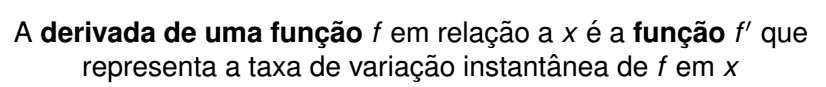 A derivada de uma função f em relação a x é a função f′ que
representa a taxa de variação instantânea de f em x